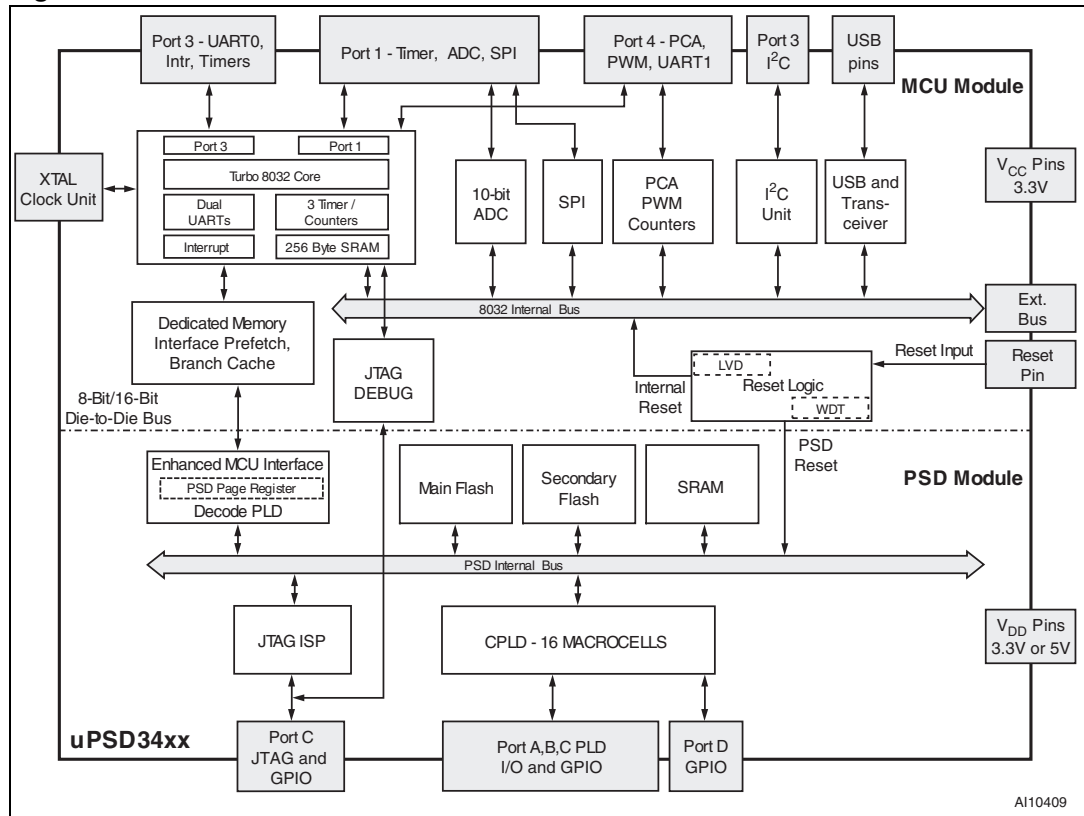 Port 3 - UART0,
Intr, Timers
Port 1 - Timer, ADC, SPI
Port 4 - PCA,
PWM, UART1
Port 3
I²C
USB
pins
MCU Module
XTAL
Clock Unit
Port 3
Port 1
Turbo 8032 Core
Dual
UARTs
3 Timer /
Counters
Interrupt
256 Byte SRAM
10-bit
ADC
SPI
PCA
PWM
Counters
I²C
Unit
USB and
Trans-
ceiver
VCC Pins
3.3V
8032 Internal Bus
Ext.
Bus
Dedicated Memory
Interface Prefetch,
Branch Cache
JTAG
DEBUG
Internal
Reset
LVD
Reset Logic
WDT
Reset Input
Reset
Pin
8-Bit/16-Bit
Die-to-Die Bus
PSD
Reset
Enhanced MCU Interface
PSD Page Register
Decode PLD
Main Flash
Secondary
Flash
SRAM
PSD Module
PSD Internal Bus
JTAG ISP
CPLD - 16 MACROCELLS
VDD Pins
3.3V or 5V
uPSD34xx
Port C
JTAG and
GPIO
Port A,B,C PLD
I/O and GPIO
Port D
GPIO
AI10409